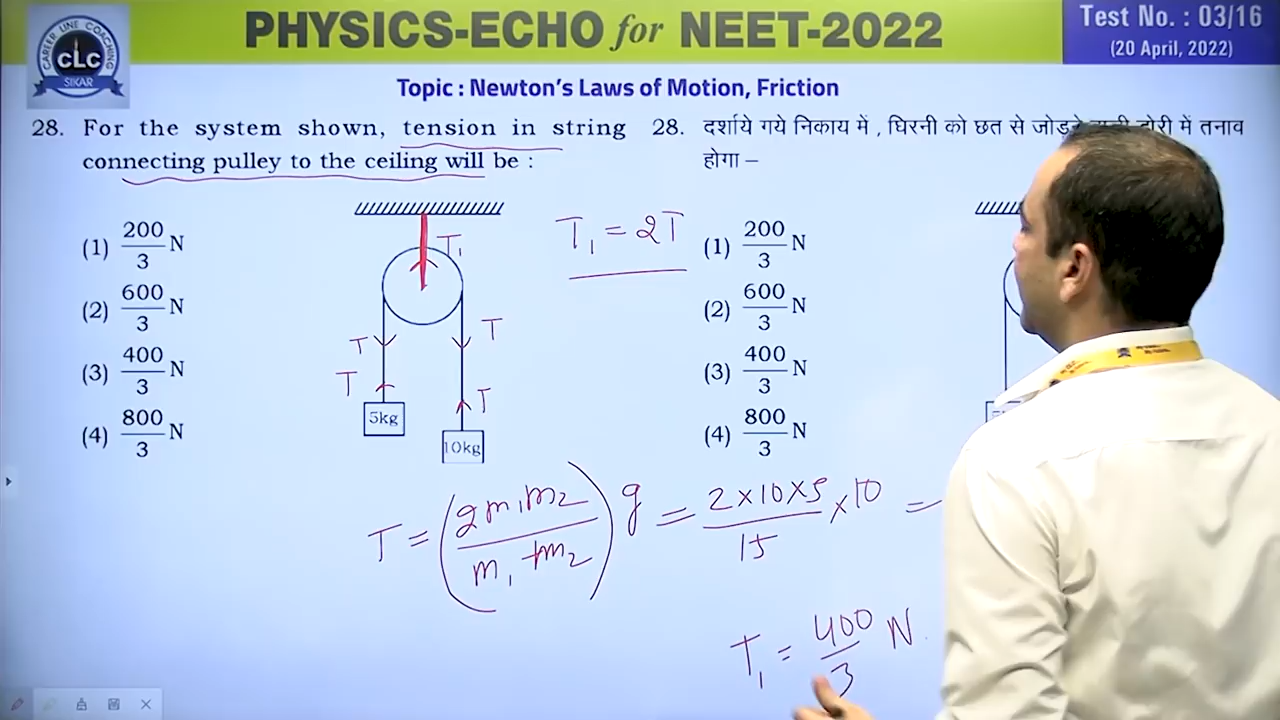 CAREER LINE COACHING
CLC
SIKAR
PHYSICS-ECHO for NEET-2022
Test No. : 03/16
(20 April, 2022)
Topic : Newton's Laws of Motion, Friction
28. For the system shown, tension in string
connecting pulley to the ceiling will be :
(1) 200/3 N
(2) 600/3 N
(3) 400/3 N
(4) 800/3 N
T₁
T
T
T
T
5kg
10kg
T₁ = 2T
28. दर्शाये गये निकाय में , घिरनी को छत से जोड़ने में तनाव
होगा –
(1) 200/3 N
(2) 600/3 N
(3) 400/3 N
(4) 800/3 N
T = (2m₁m₂/m₁+m₂) g = 2×10×5/15 ×10 =
T₁ = 400/3 N